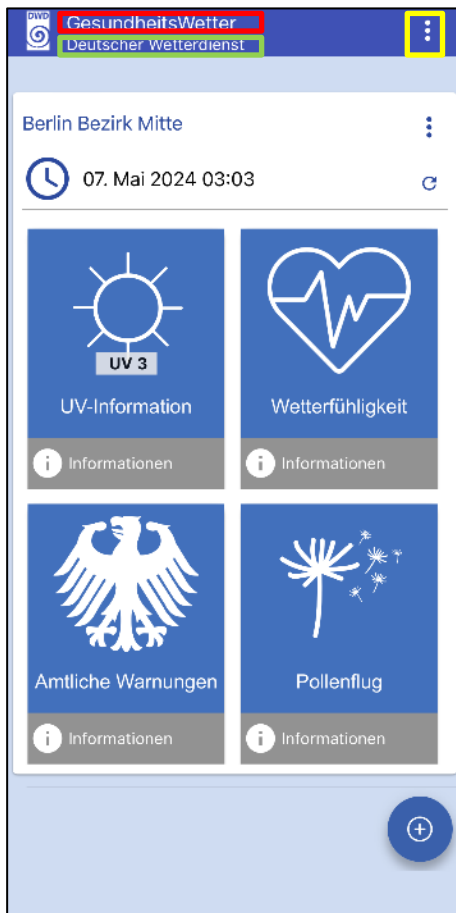 DWD
GesundheitsWetter
Deutscher Wetterdienst
Berlin Bezirk Mitte
07. Mai 2024 03:03
UV 3
UV-Information
Wetterfühligkeit
i Informationen
i Informationen
Amtliche Warnungen
Pollenflug
i Informationen
i Informationen